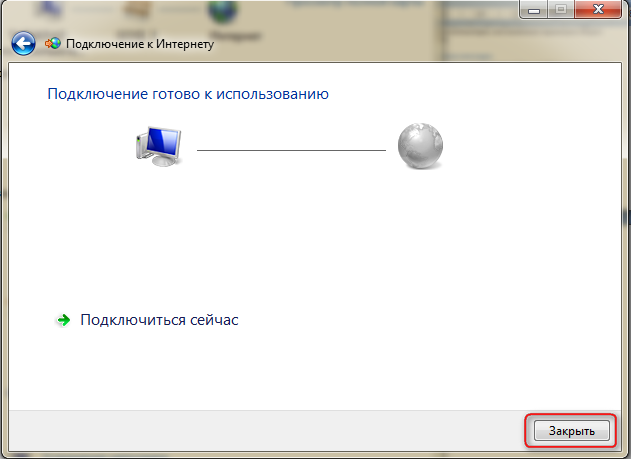 Подключение к Интернету
Подключение готово к использованию
Подключиться сейчас
Закрыть